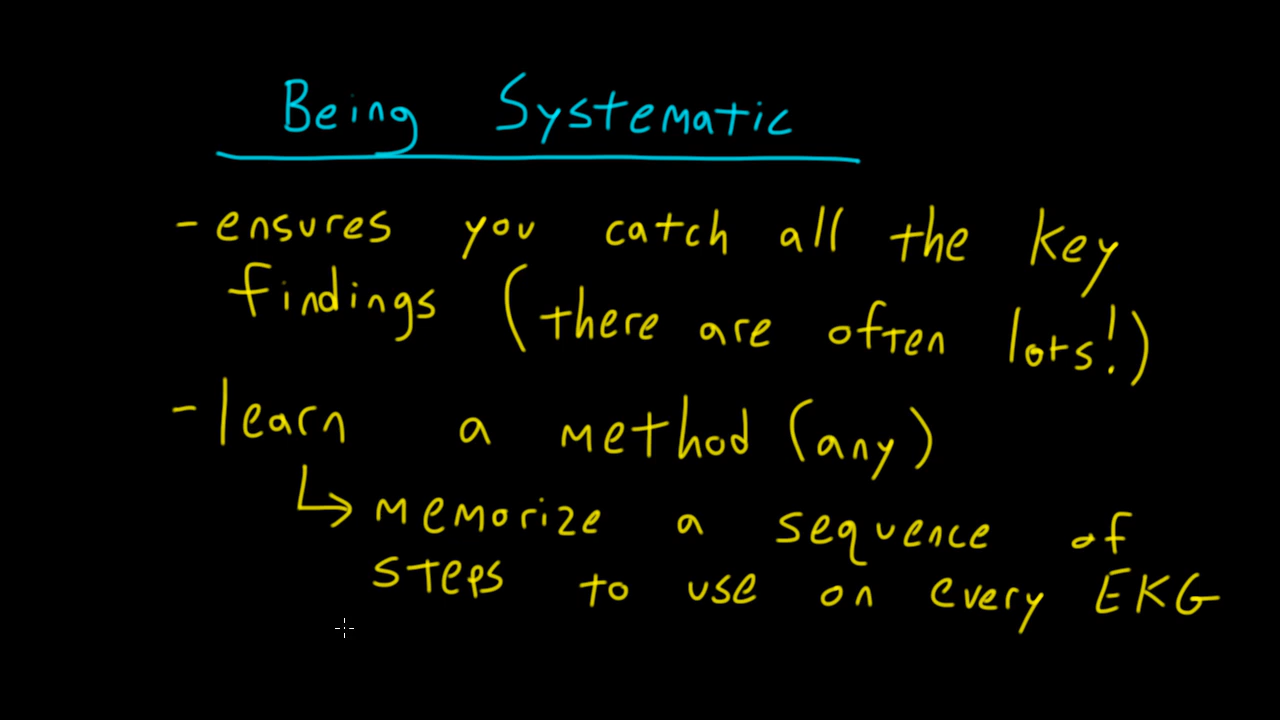 Being Systematic
- ensures you catch all the key
findings (there are often lots!)
- learn a method (any)
↳ memorize a sequence of
steps to use on every EKG